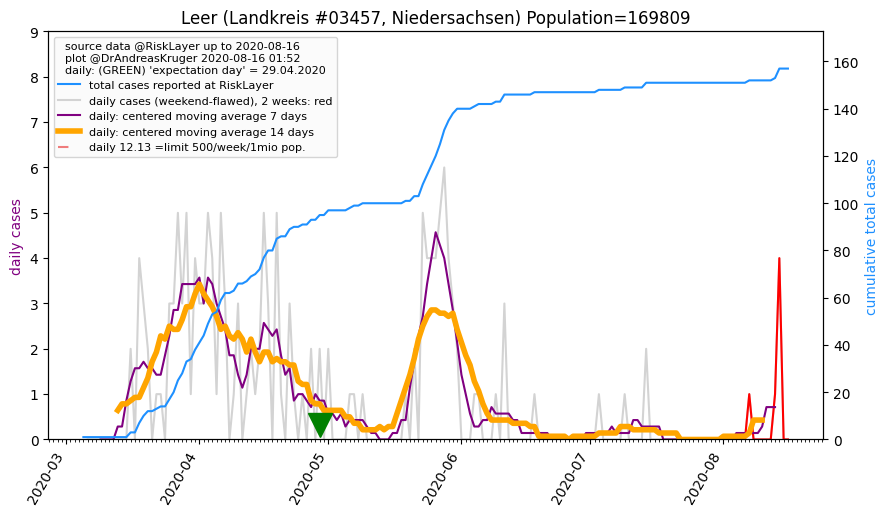 Leer (Landkreis #03457, Niedersachsen) Population=169809
source data @RiskLayer up to 2020-08-16
plot @DrAndreasKruger 2020-08-16 01:52
daily: (GREEN) 'expectation day' = 29.04.2020
total cases reported at RiskLayer
daily cases (weekend-flawed), 2 weeks: red
daily: centered moving average 7 days
daily: centered moving average 14 days
daily 12.13 =limit 500/week/1mio pop.
daily cases
9
8
7
6
5
4
3
2
1
0
cumulative total cases
160
140
120
100
80
60
40
20
0
2020-03
2020-04
2020-05
2020-06
2020-07
2020-08